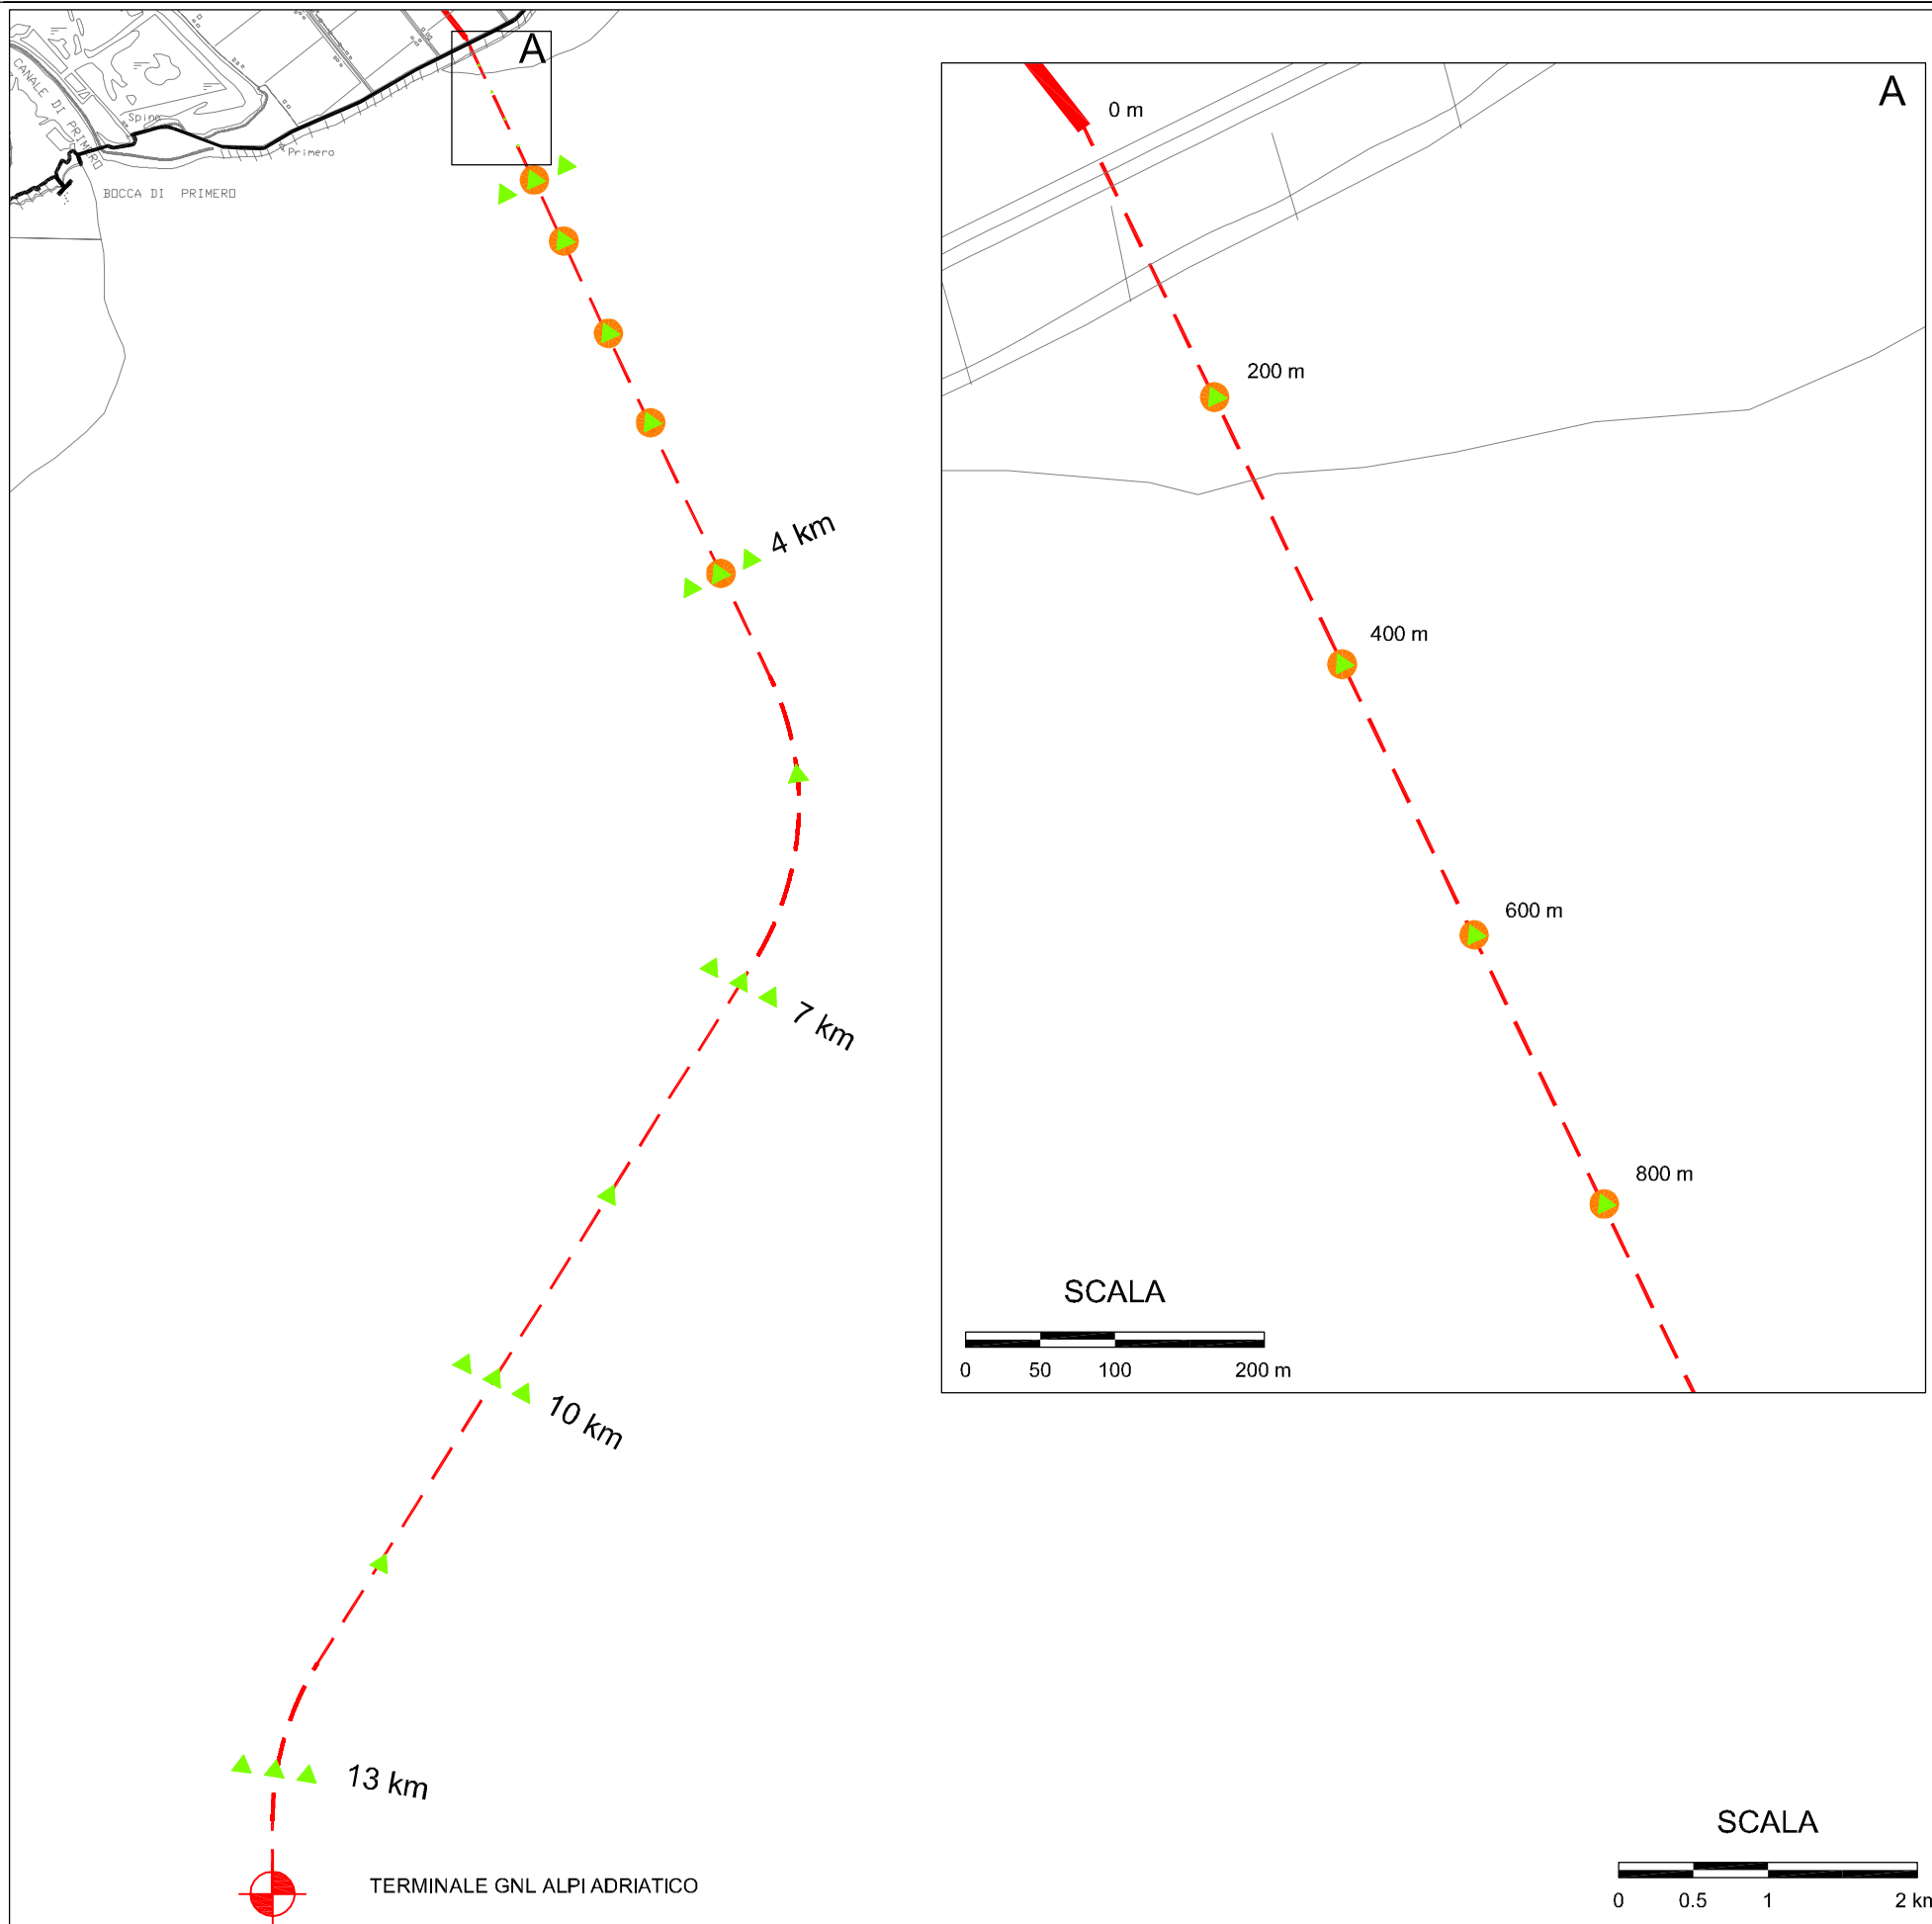 A
CANALE DI PRIMERO
Spina
Primero
BOCCA DI PRIMERO
4 km
7 km
10 km
13 km
TERMINALE GNL ALPI ADRIATICO
A
0 m
200 m
400 m
600 m
800 m
SCALA
0 50 100 200 m
SCALA
0 0.5 1 2 km